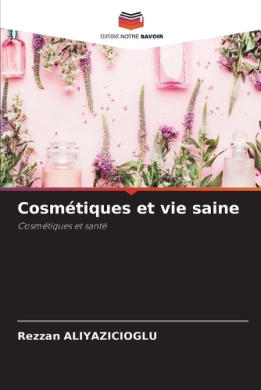 EDITIONS NOTRE SAVOIR
Cosmétiques et vie saine
Cosmétiques et santé
Rezzan ALIYAZICIOGLU